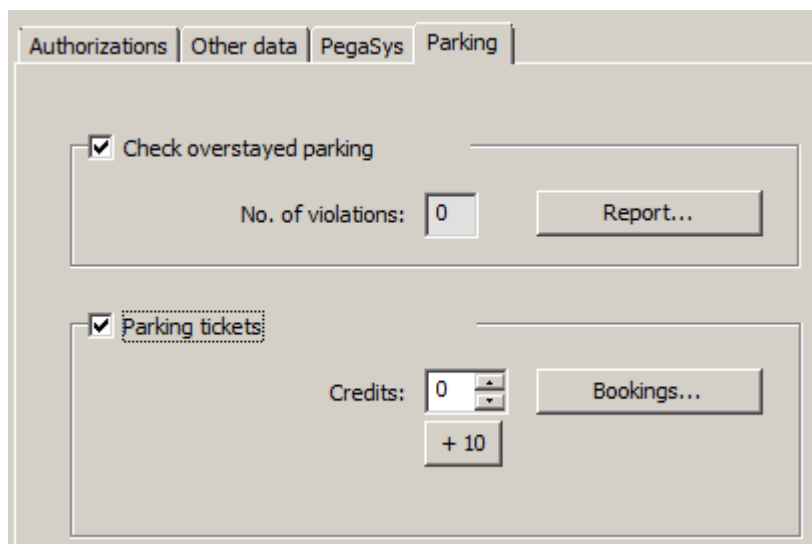 Authorizations Other data PegaSys Parking
Check overstayed parking
No. of violations: 0 Report...
Parking tickets
Credits: 0 Bookings...
+ 10